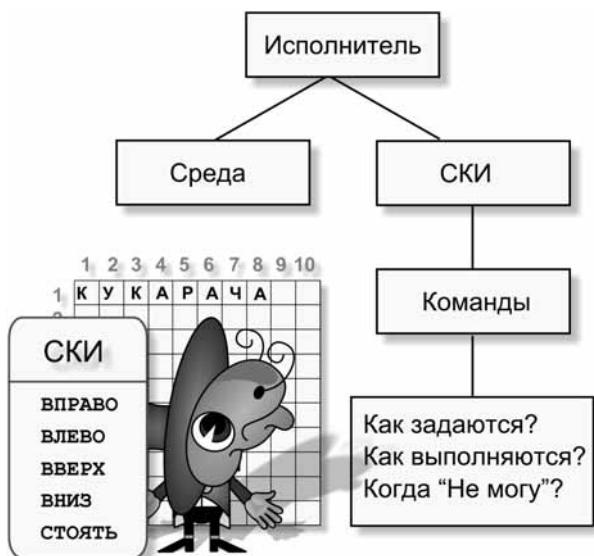 Исполнитель
Среда
СКИ
Команды
Как задаются?
Как выполняются?
Когда “Не могу”?
1 2 3 4 5 6 7 8 9 10
1 К У К А Р А Ч А
СКИ
ВПРАВО
ВЛЕВО
ВВЕРХ
ВНИЗ
СТОЯТЬ